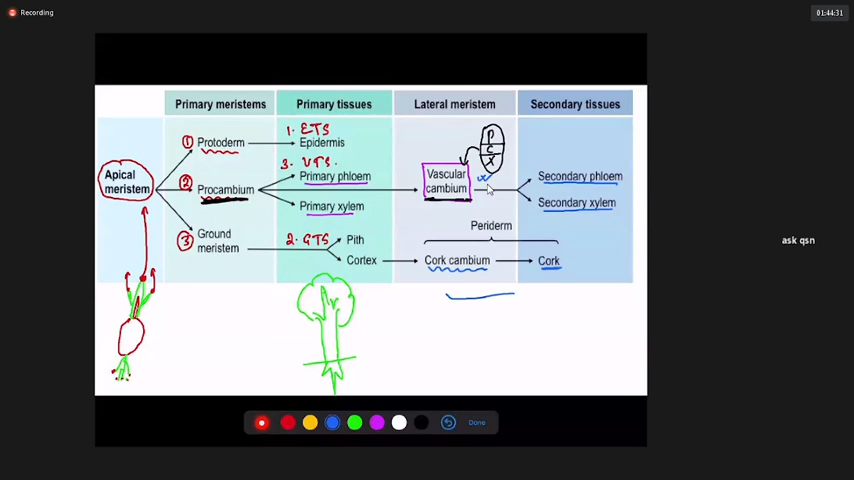 Recording
01:44:31
Primary meristems
Primary tissues
Lateral meristem
Secondary tissues
1. ETS
① Protoderm
Epidermis
P
C
X
3. VTS.
Apical
meristem
② Procambium
Primary phloem
Primary xylem
Vascular
cambium
Secondary phloem
Secondary xylem
③ Ground
meristem
2. GTS
Pith
Cortex
Periderm
Cork cambium
Cork
ask qsn
Done